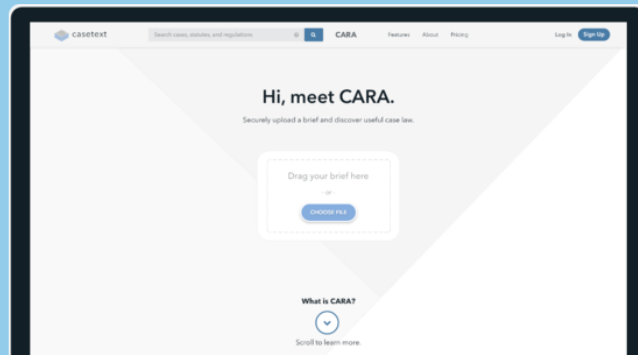 casetext
Search cases, statutes, and regulations
CARA
Features
About
Pricing
Log In
Sign Up
Hi, meet CARA.
Securely upload a brief and discover useful case law.
Drag your brief here
- or -
CHOOSE FILE
What is CARA?
Scroll to learn more.